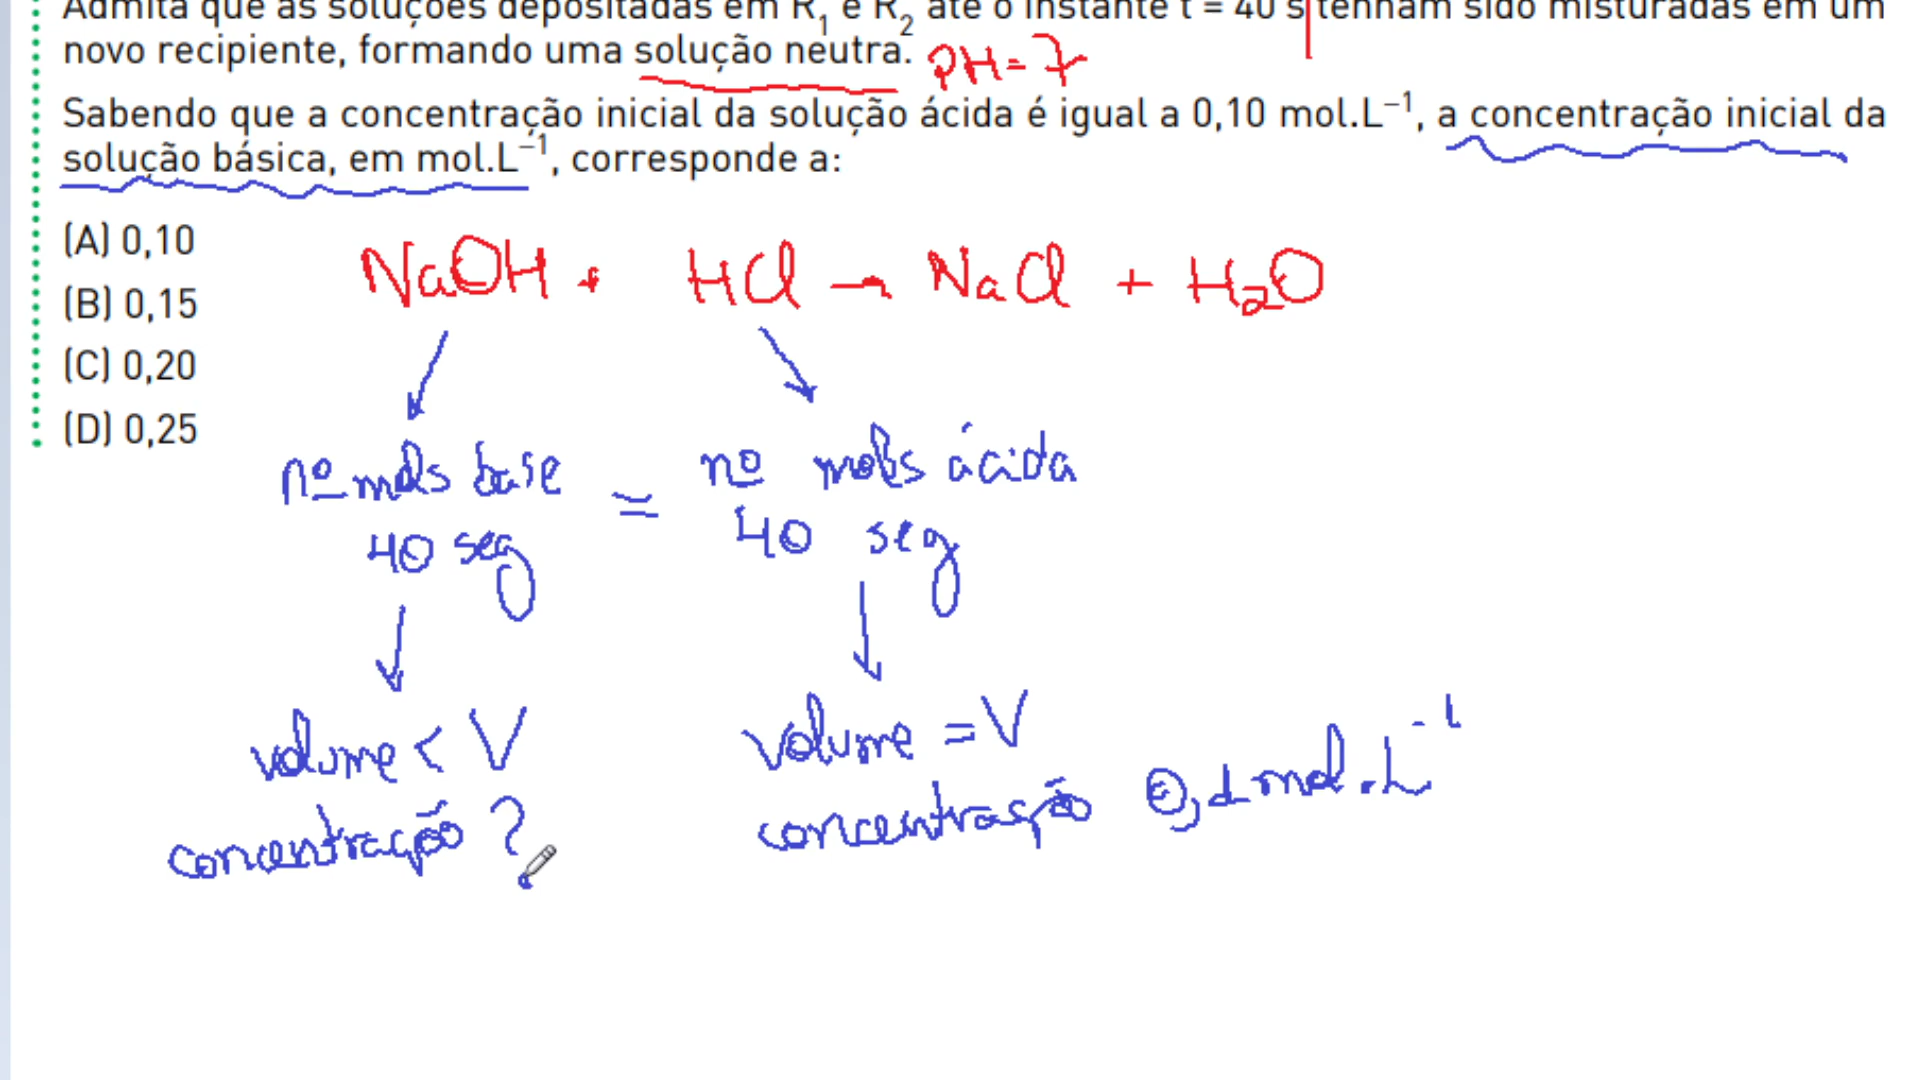 Admita que as soluções depositadas em R1 e R2 até o instante t = 40 s tenham sido misturadas em um
novo recipiente, formando uma solução neutra. PH=7
Sabendo que a concentração inicial da solução ácida é igual a 0,10 mol.L⁻¹, a concentração inicial da
solução básica, em mol.L⁻¹, corresponde a:
(A) 0,10
(B) 0,15
(C) 0,20
(D) 0,25
NaOH + HCl → NaCl + H2O
nº mols base = nº mols ácida
40 seg 40 seg
volume < V volume = V
concentração ? concentração 0,1 mol.L⁻¹